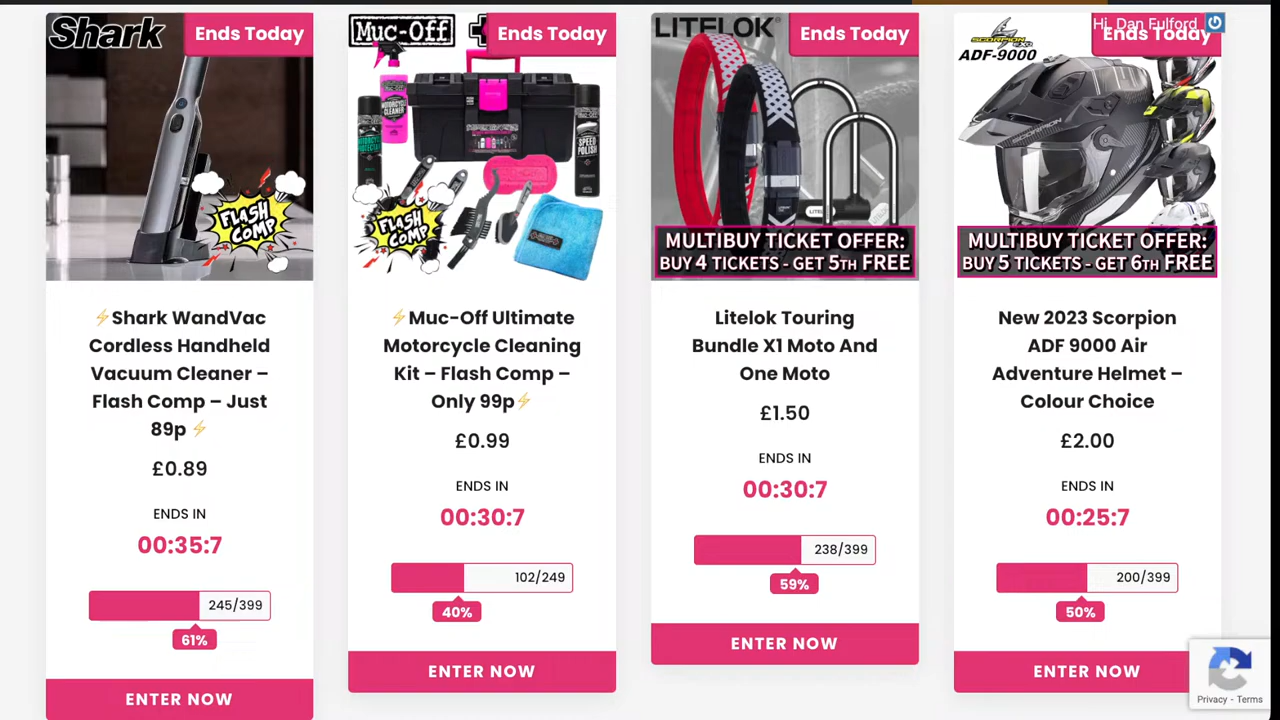 Shark
Ends Today
FLASH
COMP
⚡Shark WandVac
Cordless Handheld
Vacuum Cleaner –
Flash Comp – Just
89p ⚡
£0.89
ENDS IN
00:35:7
245/399
61%
ENTER NOW
Muc-Off
Ends Today
MOTORCYCLE
CLEANER
SPEED
POLISH
FLASH
COMP
⚡Muc-Off Ultimate
Motorcycle Cleaning
Kit – Flash Comp –
Only 99p⚡
£0.99
ENDS IN
00:30:7
102/249
40%
ENTER NOW
LITELOK
Ends Today
MULTIBUY TICKET OFFER:
BUY 4 TICKETS - GET 5TH FREE
Litelok Touring
Bundle X1 Moto And
One Moto
£1.50
ENDS IN
00:30:7
238/399
59%
ENTER NOW
Hi, Dan Fulford
Ends Today
SCORPION
ADF-9000
MULTIBUY TICKET OFFER:
BUY 5 TICKETS - GET 6TH FREE
New 2023 Scorpion
ADF 9000 Air
Adventure Helmet –
Colour Choice
£2.00
ENDS IN
00:25:7
200/399
50%
ENTER NOW
Privacy - Terms